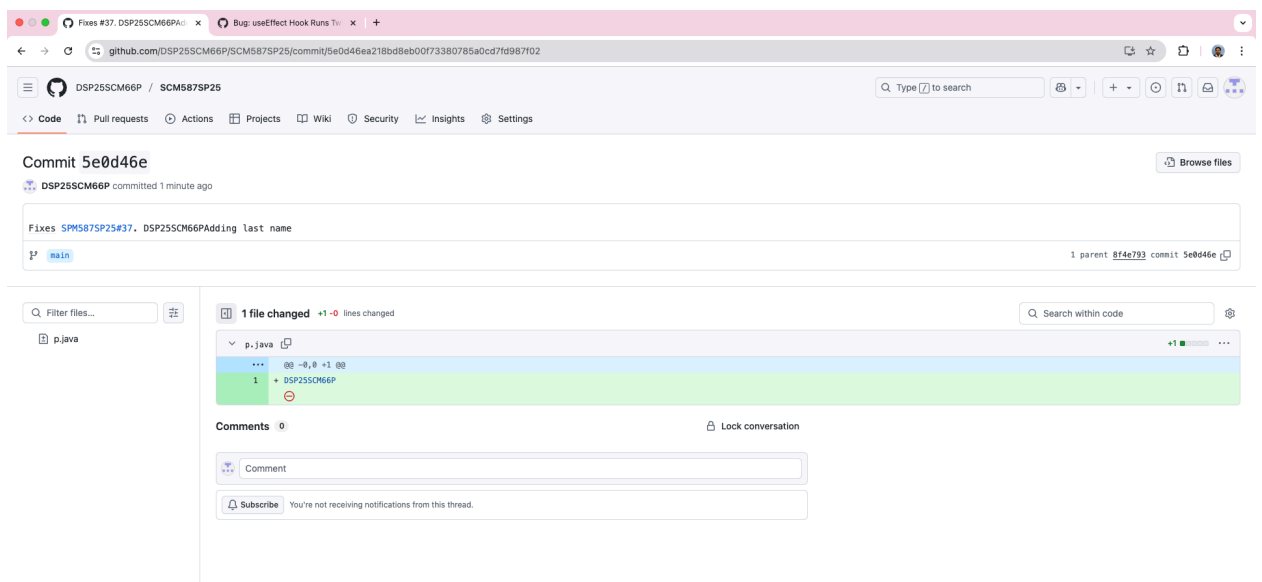 Fixes #37. DSP25SCM66PAd
Bug: useEffect Hook Runs Tw
github.com/DSP25SCM66P/SCM587SP25/commit/5e0d46ea218bd8eb00f73380785a0cd7fd987f02
DSP25SCM66P / SCM587SP25
Type / to search
<> Code Pull requests Actions Projects Wiki Security Insights Settings
Commit 5e0d46e
Browse files
DSP25SCM66P committed 1 minute ago
Fixes SPM587SP25#37. DSP25SCM66PAdding last name
main
1 parent 8f4e793 commit 5e0d46e
Filter files...
p.java
1 file changed +1 -0 lines changed
Search within code
p.java
+1
@@ -0,0 +1 @@
1 + DSP25SCM66P
Comments 0
Lock conversation
Comment
Subscribe You're not receiving notifications from this thread.